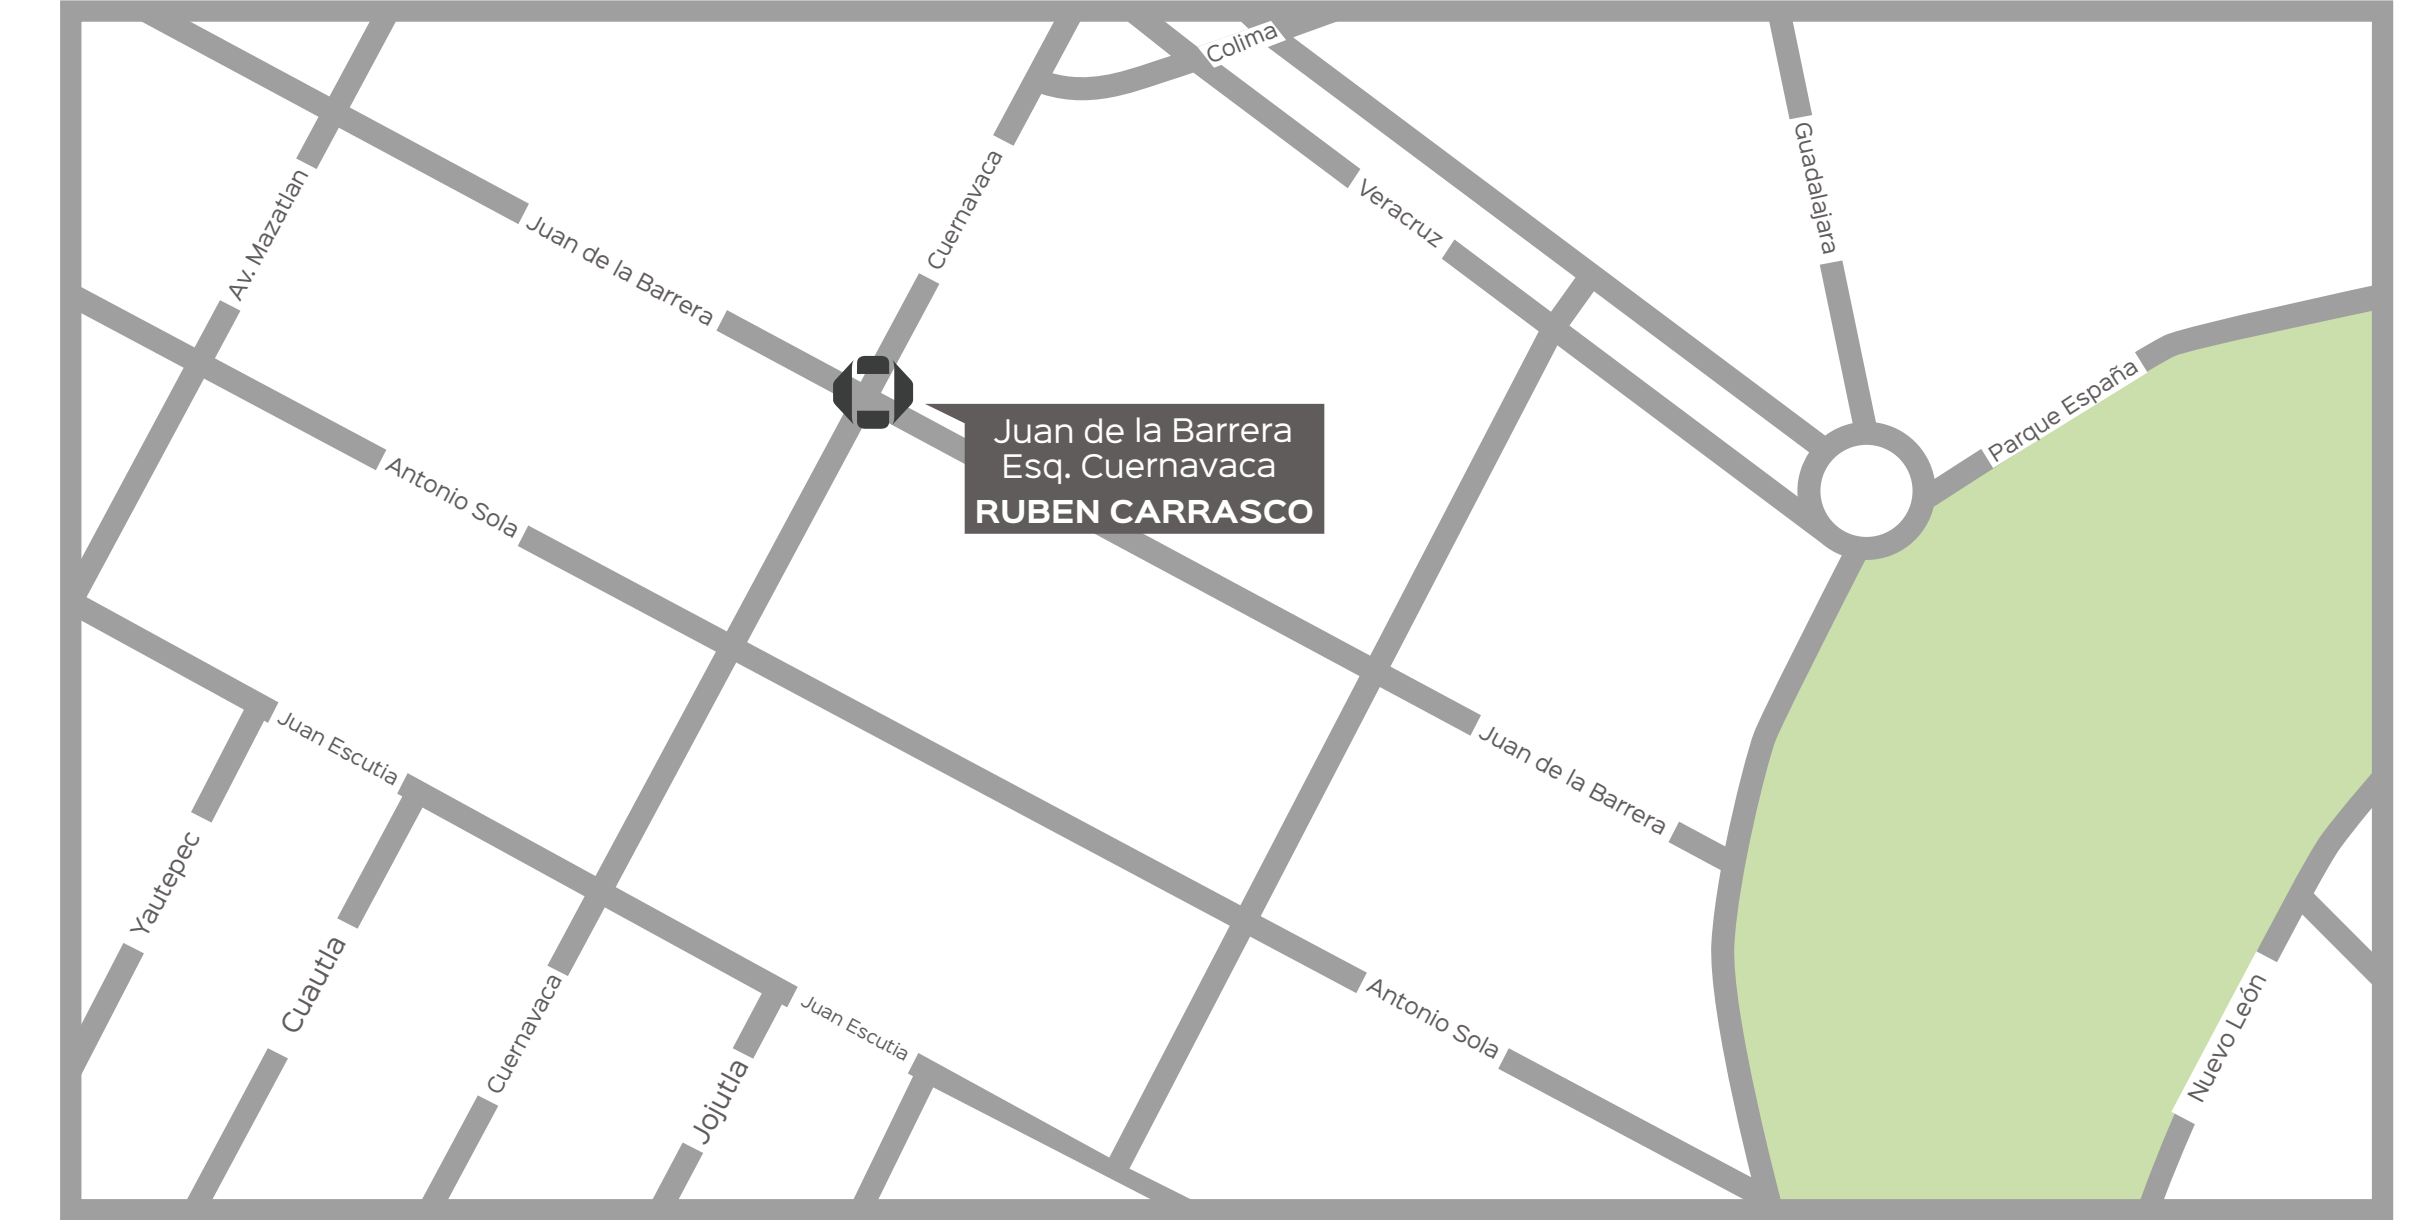 Colima
Guadalajara
Cuernavaca
Av. Mazatlan
Veracruz
Juan de la Barrera
Parque España
Juan de la Barrera
Esq. Cuernavaca
RUBEN CARRASCO
Antonio Sola
Juan Escutia
Juan de la Barrera
Yautepec
Cuautla
Cuernavaca
Juan Escutia
Jojutla
Antonio Sola
Nuevo León